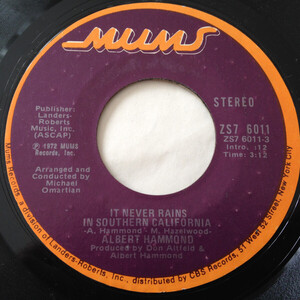 mums
STEREO
Publisher:
Landers-
Roberts
Music, Inc.
(ASCAP)
℗ 1972 MUMS
Records, Inc.
Arranged and
Conducted by
Michael
Omartian
ZS7 6011
ZS7 6011-3
Intro. :12
Time: 3:12
IT NEVER RAINS
IN SOUTHERN CALIFORNIA
-A. Hammond - M. Hazelwood-
ALBERT HAMMOND
Produced by Don Altfeld &
Albert Hammond
Mums Records, a division of Landers-Roberts, Inc., distributed by CBS Records, 51 West 52 Street, New York City